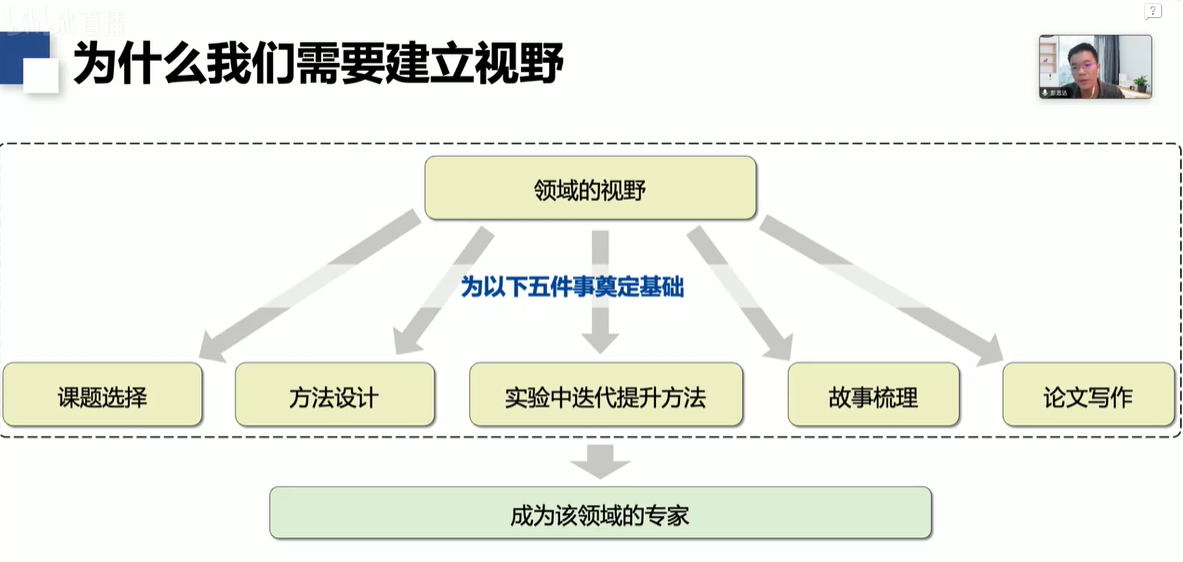 为什么我们需要建立视野
领域的视野
为以下五件事奠定基础
课题选择
方法设计
实验中迭代提升方法
故事梳理
论文写作
成为该领域的专家